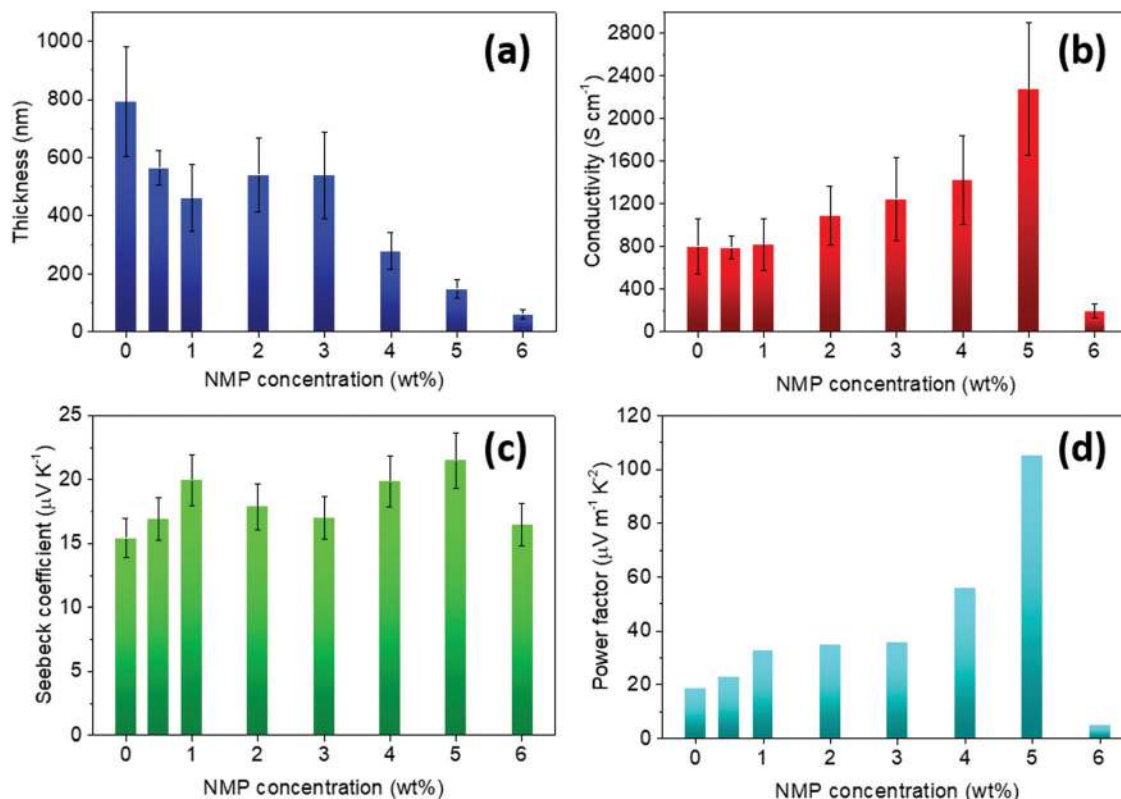 (a)
Thickness (nm)
1000
800
600
400
200
0
0 1 2 3 4 5 6
NMP concentration (wt%)
(b)
Conductivity (S cm⁻¹)
2800
2400
2000
1600
1200
800
400
0
0 1 2 3 4 5 6
NMP concentration (wt%)
(c)
Seebeck coefficient (μV K⁻¹)
25
20
15
10
5
0
0 1 2 3 4 5 6
NMP concentration (wt%)
(d)
Power factor (μV m⁻¹ K⁻²)
120
100
80
60
40
20
0
0 1 2 3 4 5 6
NMP concentration (wt%)